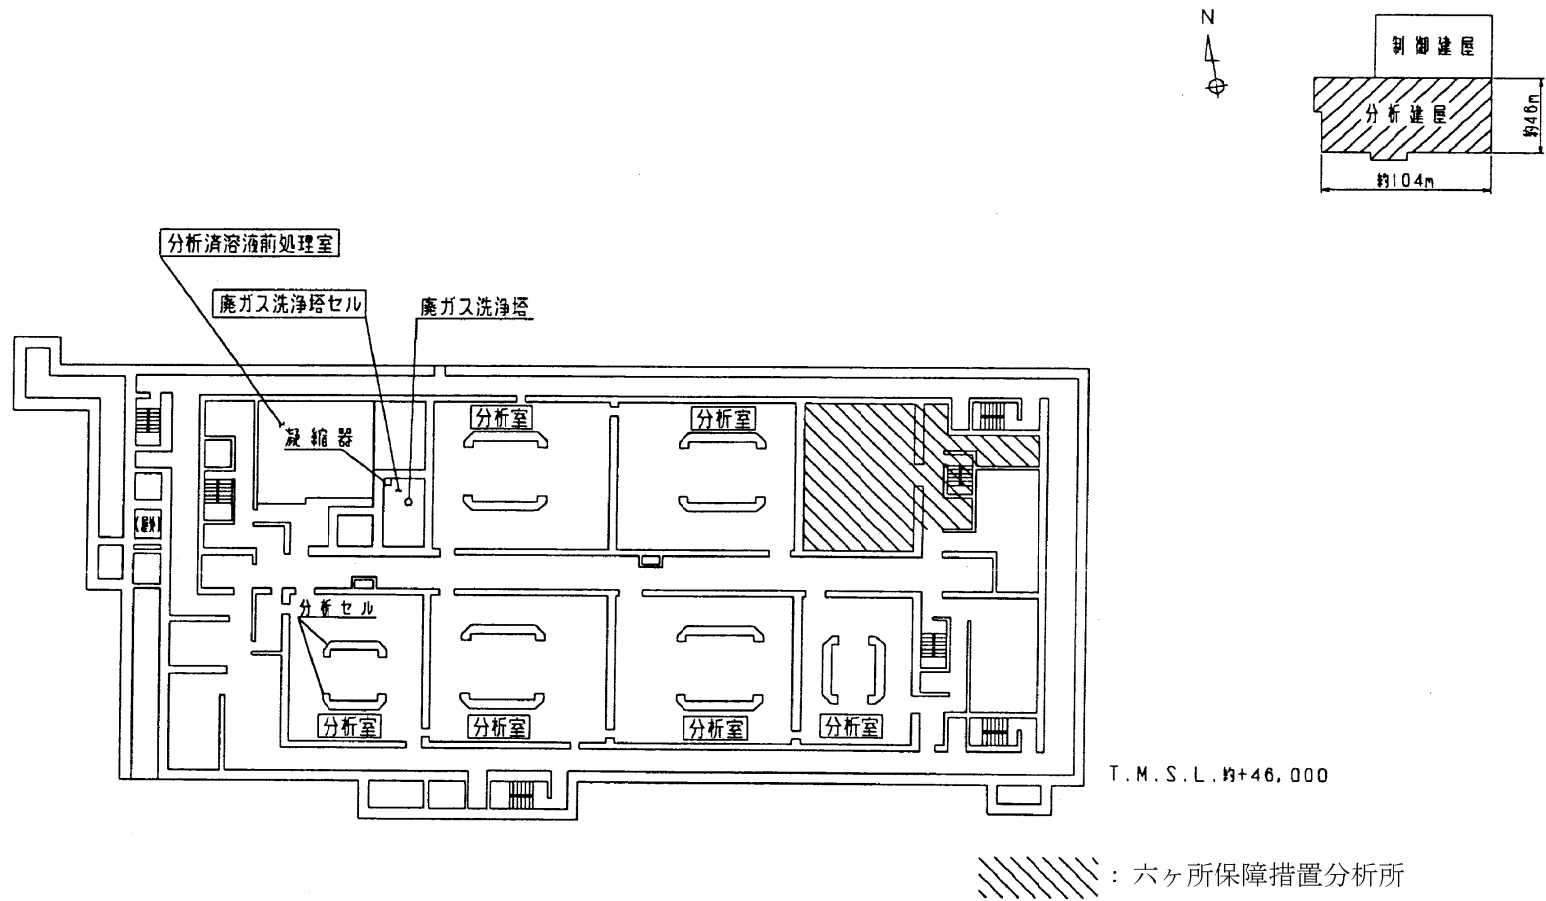 N
制御建屋
分析建屋
約46m
約104m
分析済溶液前処理室
廃ガス洗浄塔セル
廃ガス洗浄塔
分析室
分析室
凝縮器
(屋外)
分析セル
分析室
分析室
分析室
分析室
T.M.S.L.約+46,000
：六ヶ所保障措置分析所